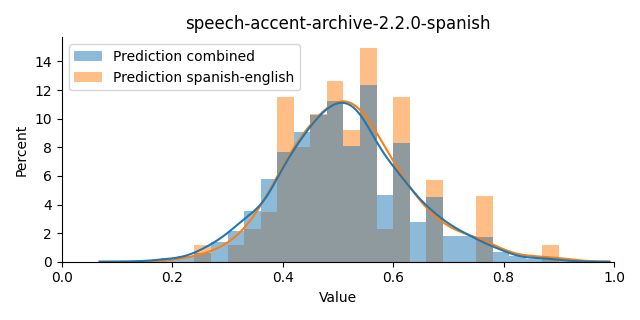 speech-accent-archive-2.2.0-spanish
Prediction combined
Prediction spanish-english
Percent
14
12
10
8
6
4
2
0
0.0 0.2 0.4 0.6 0.8 1.0
Value